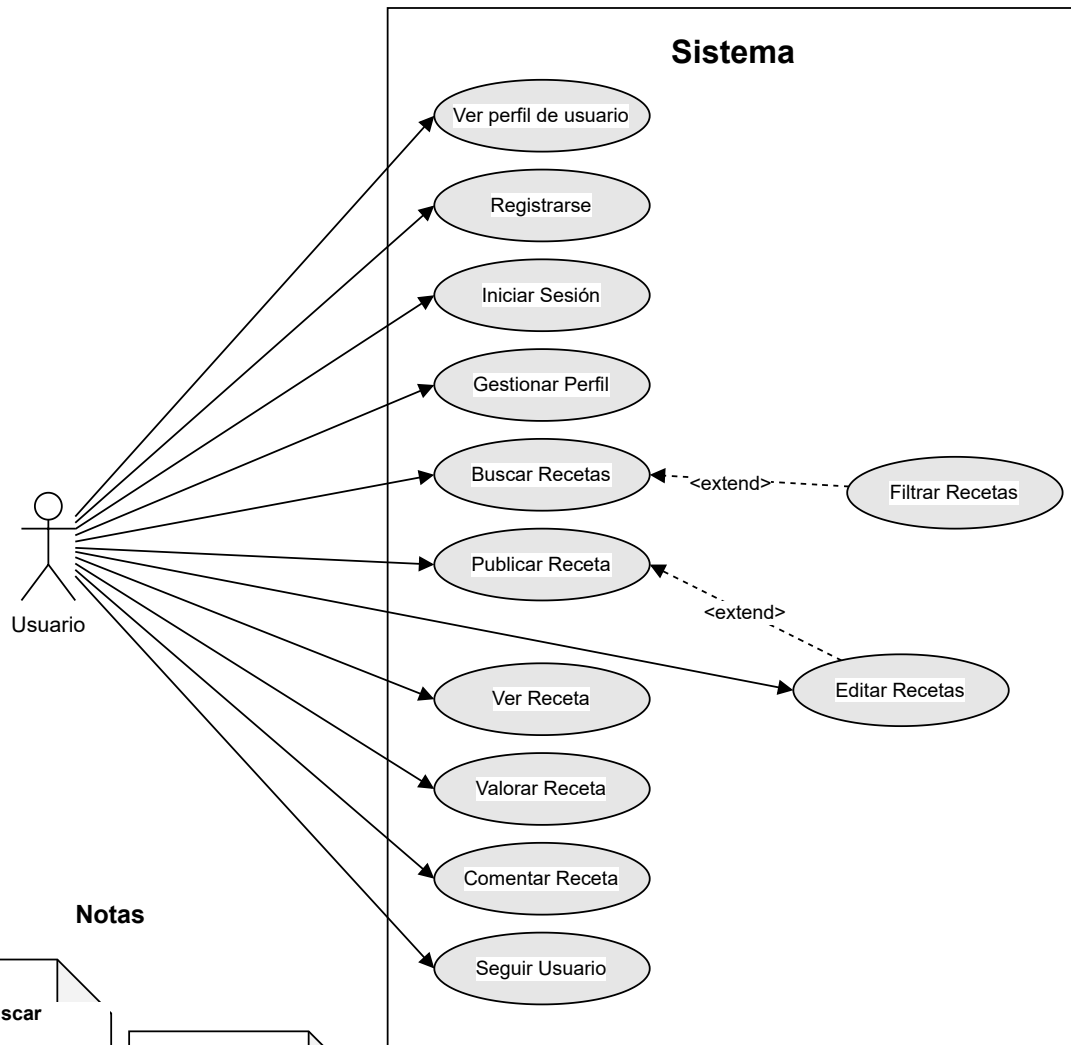 Sistema
Ver perfil de usuario
Registrarse
Iniciar Sesión
Gestionar Perfil
Buscar Recetas
<extend>
Filtrar Recetas
Publicar Receta
<extend>
Usuario
Editar Recetas
Ver Receta
Valorar Receta
Comentar Receta
Notas
Seguir Usuario
scar